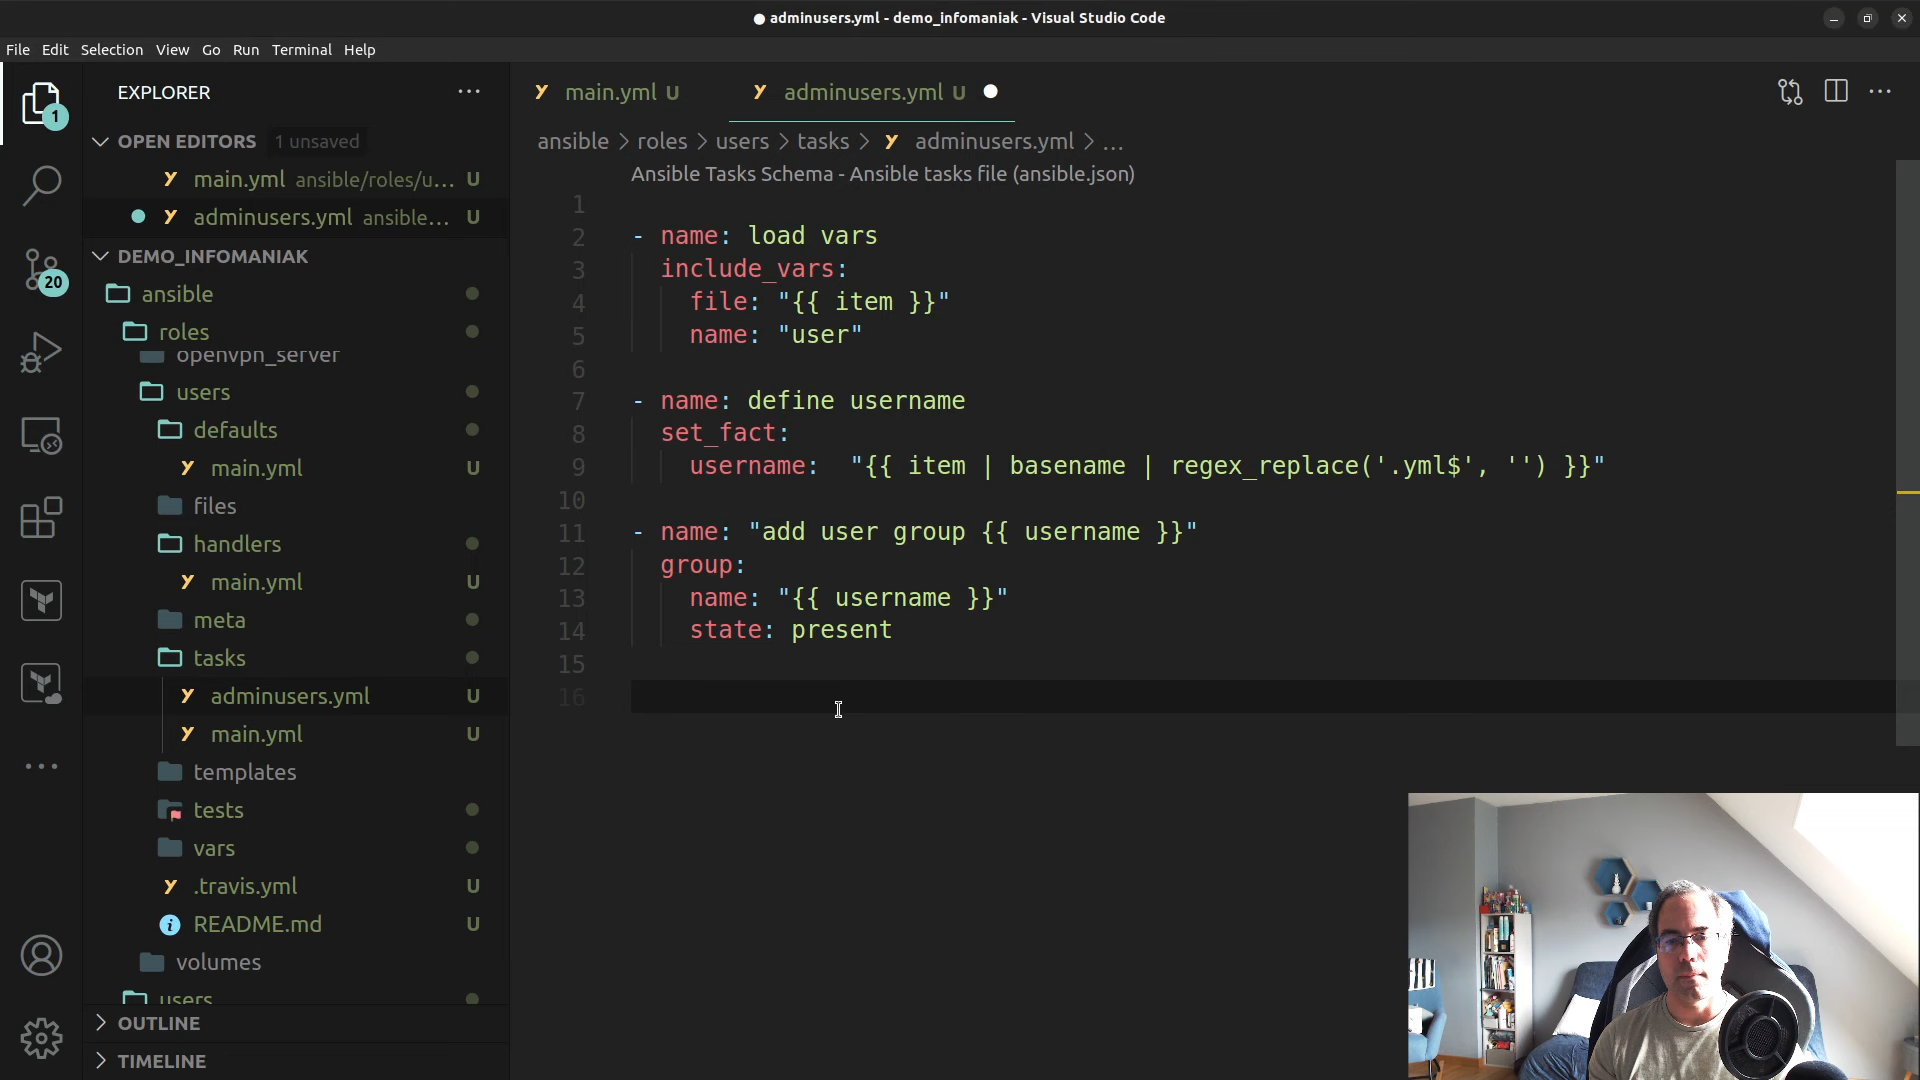 ● adminusers.yml - demo_infomaniak - Visual Studio Code
File Edit Selection View Go Run Terminal Help
EXPLORER
OPEN EDITORS 1 unsaved
main.yml ansible/roles/u... U
adminusers.yml ansible... U
DEMO_INFOMANIAK
ansible
roles
openvpn_server
users
defaults
main.yml U
files
handlers
main.yml U
meta
tasks
adminusers.yml U
main.yml U
templates
tests
vars
.travis.yml U
README.md U
volumes
users
OUTLINE
TIMELINE
1
20
main.yml U adminusers.yml U
ansible > roles > users > tasks > adminusers.yml > ...
Ansible Tasks Schema - Ansible tasks file (ansible.json)
1
2 - name: load vars
3 include_vars:
4 file: "{{ item }}"
5 name: "user"
6
7 - name: define username
8 set_fact:
9 username:  "{{ item | basename | regex_replace('.yml$', '') }}"
10
11 - name: "add user group {{ username }}"
12 group:
13 name: "{{ username }}"
14 state: present
15
16